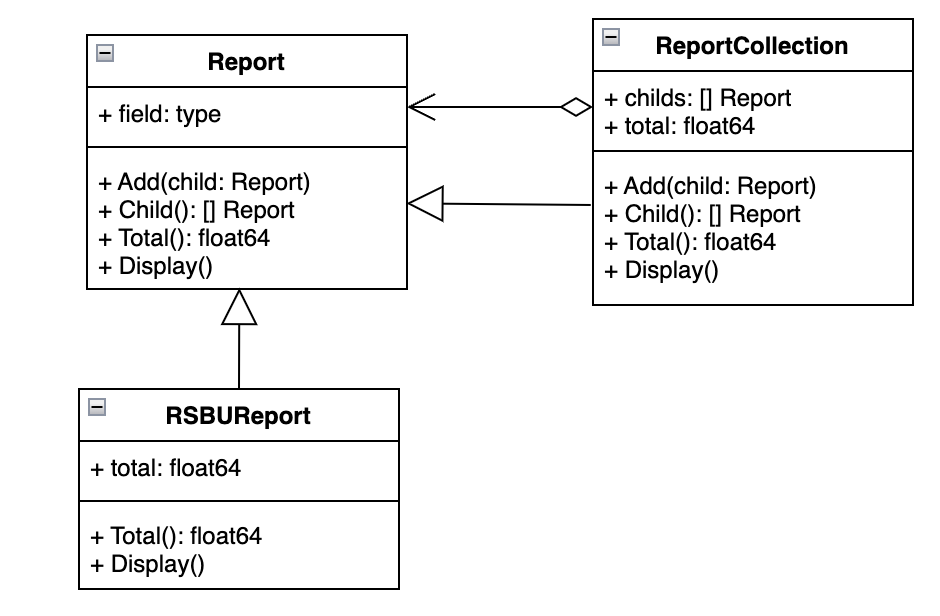 Report
+ field: type
+ Add(child: Report)
+ Child(): [] Report
+ Total(): float64
+ Display()
ReportCollection
+ childs: [] Report
+ total: float64
+ Add(child: Report)
+ Child(): [] Report
+ Total(): float64
+ Display()
RSBUReport
+ total: float64
+ Total(): float64
+ Display()